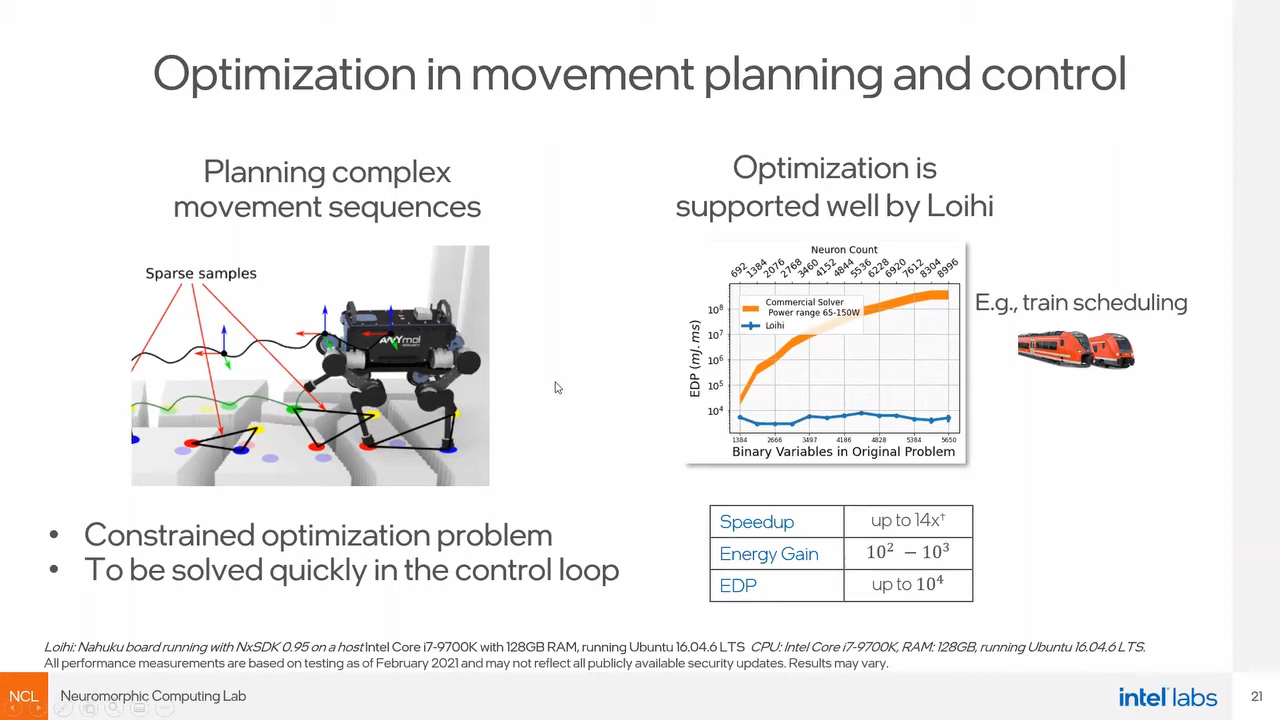 Optimization in movement planning and control
Planning complex
movement sequences
Sparse samples
ANYmal
Constrained optimization problem
To be solved quickly in the control loop
Optimization is
supported well by Loihi
Neuron Count
692 1384 2076 2768 3460 4152 4844 5536 6228 6920 7612 8304 8996
Commercial Solver
Power range 65-150W
Loihi
EDP (mJ. ms)
10⁸
10⁷
10⁶
10⁵
10⁴
1384 2666 3497 4186 4828 5384 5650
Binary Variables in Original Problem
E.g., train scheduling
Speedup up to 14x†
Energy Gain 10² − 10³
EDP up to 10⁴
Loihi: Nahuku board running with NxSDK 0.95 on a host Intel Core i7-9700K with 128GB RAM, running Ubuntu 16.04.6 LTS CPU: Intel Core i7-9700K, RAM: 128GB, running Ubuntu 16.04.6 LTS.
All performance measurements are based on testing as of February 2021 and may not reflect all publicly available security updates. Results may vary.
NCL Neuromorphic Computing Lab
intel labs
21